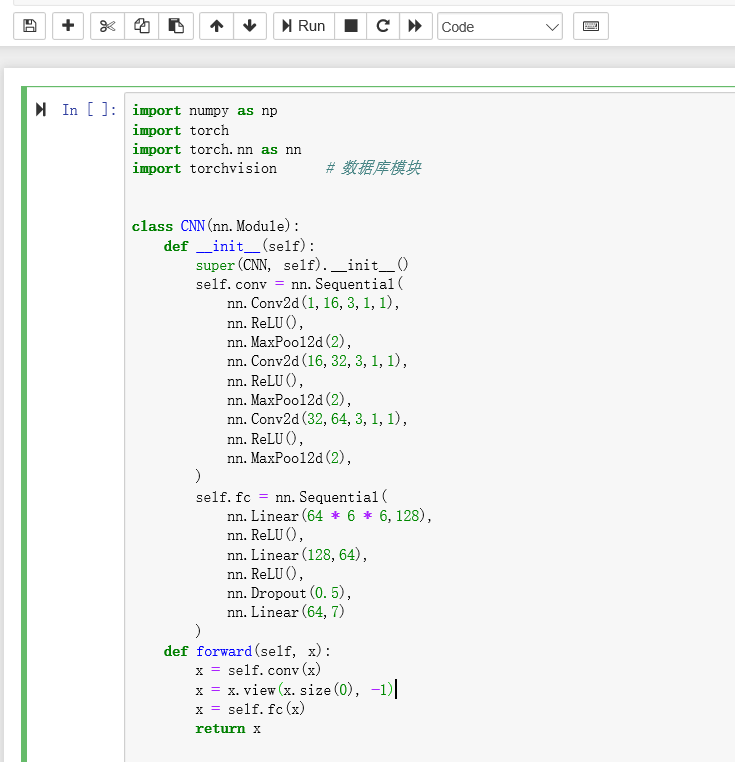 Run
Code
In [ ]:
import numpy as np
import torch
import torch.nn as nn
import torchvision      # 数据库模块
class CNN(nn.Module):
    def __init__(self):
        super(CNN, self).__init__()
        self.conv = nn.Sequential(
            nn.Conv2d(1,16,3,1,1),
            nn.ReLU(),
            nn.MaxPool2d(2),
            nn.Conv2d(16,32,3,1,1),
            nn.ReLU(),
            nn.MaxPool2d(2),
            nn.Conv2d(32,64,3,1,1),
            nn.ReLU(),
            nn.MaxPool2d(2),
        )
        self.fc = nn.Sequential(
            nn.Linear(64 * 6 * 6,128),
            nn.ReLU(),
            nn.Linear(128,64),
            nn.ReLU(),
            nn.Dropout(0.5),
            nn.Linear(64,7)
        )
    def forward(self, x):
        x = self.conv(x)
        x = x.view(x.size(0), -1)
        x = self.fc(x)
        return x